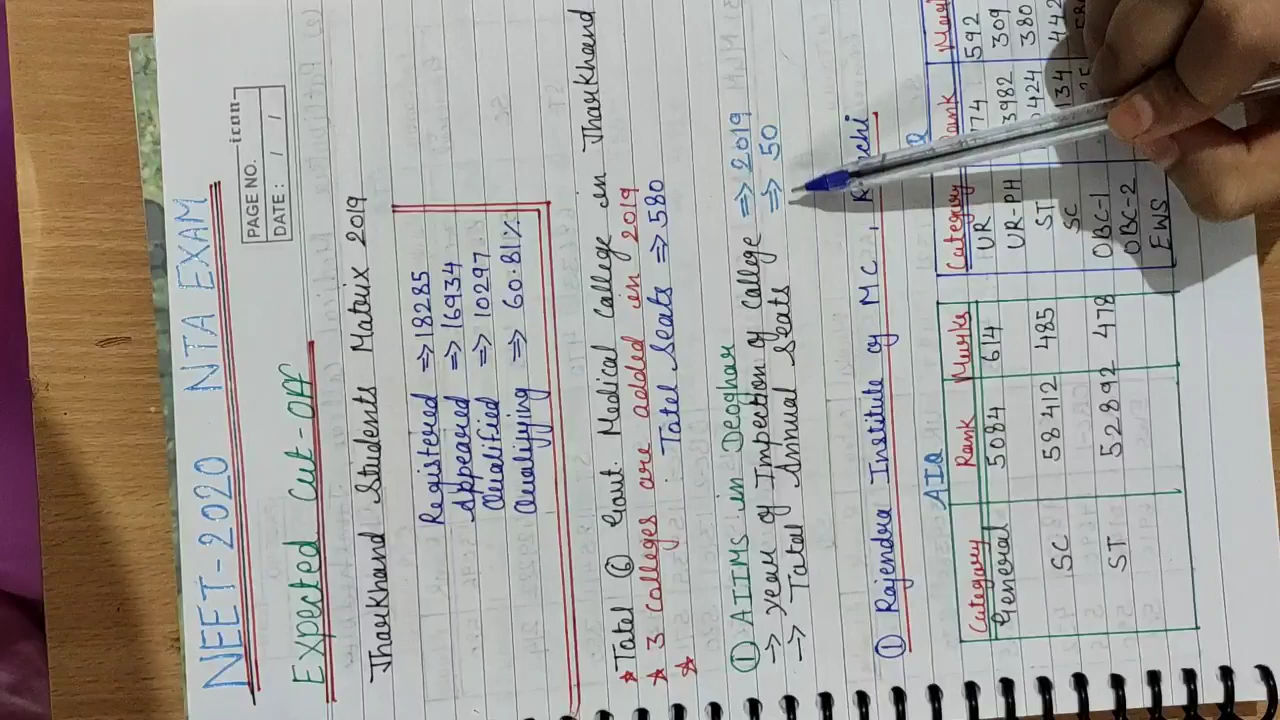 NEET-2020 NTA EXAM
icon
PAGE NO.
DATE: / /
Expected Cut-Off
Jharkhand Students Matrix 2019
Registered ⇒ 18285
Appeared ⇒ 16934
Qualified ⇒ 10297
Qualifying ⇒ 60.81%
★ Total ⑥ Govt. Medical College in Jharkhand
★ 3 colleges are added in 2019
★ Total Seats ⇒ 580
① AIIMS in Deoghar
→ year of Impection of College ⇒ 2019
→ Total Annual Seats ⇒ 50
① Rajendra Institute of MC,
AIQ
Category Rank Marks
General 5084 614
SC 58412 485
ST 52892 478
Category
UR 592
UR-PH 3982 309
ST 380
SC 442
OBC-1
OBC-2
EWS